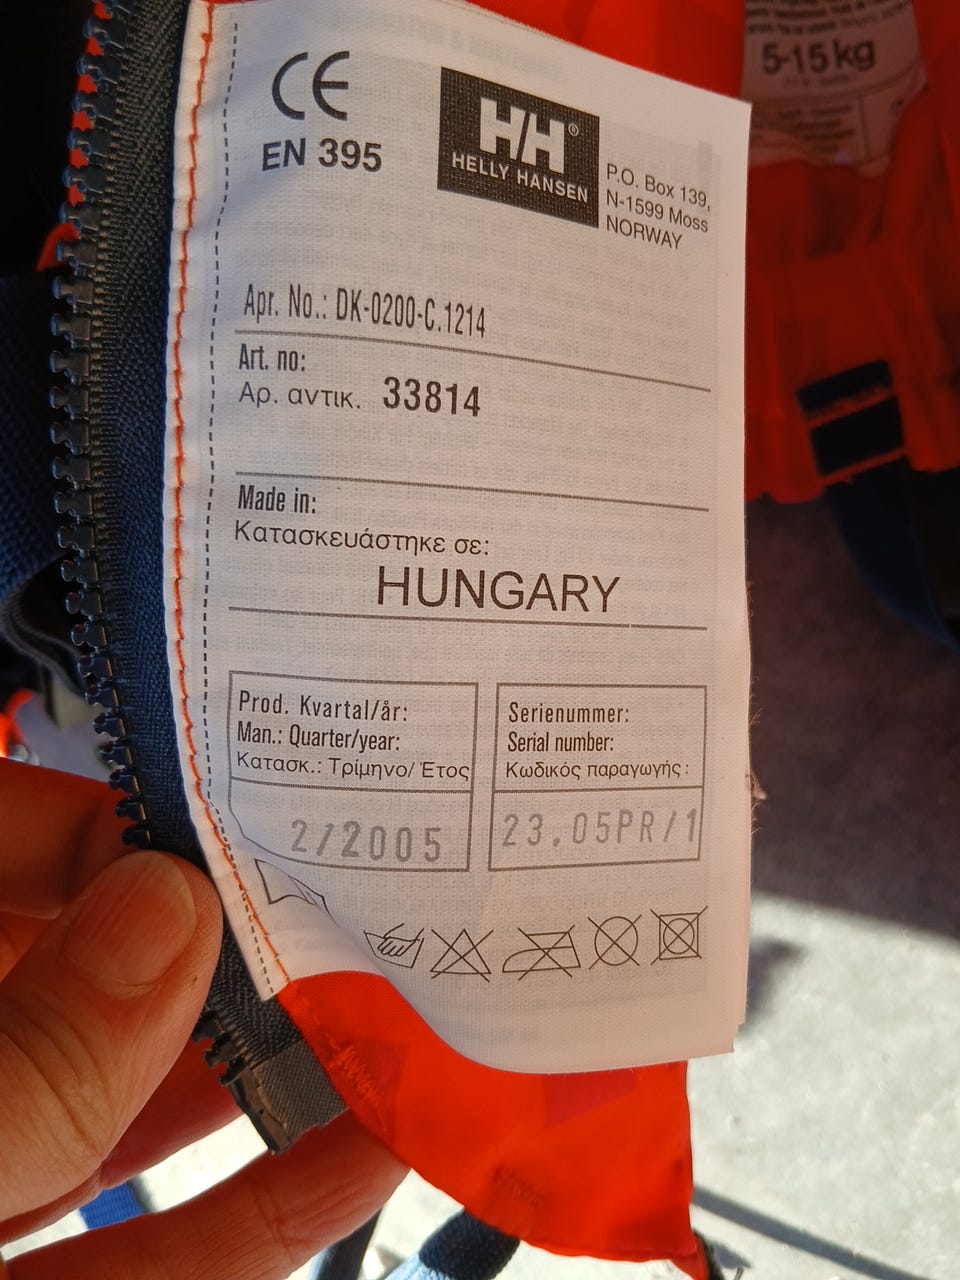 CE
EN 395
HH®
HELLY HANSEN
P.O. Box 139,
N-1599 Moss
NORWAY
5-15 kg
Apr. No.: DK-0200-C.1214
Art. no:
Αρ. αντικ. 33814
Made in:
Κατασκευάστηκε σε:
HUNGARY
Prod. Kvartal/år:
Man.: Quarter/year:
Κατασκ.: Τρίμηνο/ Έτος
2/2005
Serienummer:
Serial number:
Κωδικός παραγωγής:
23.05PR/1